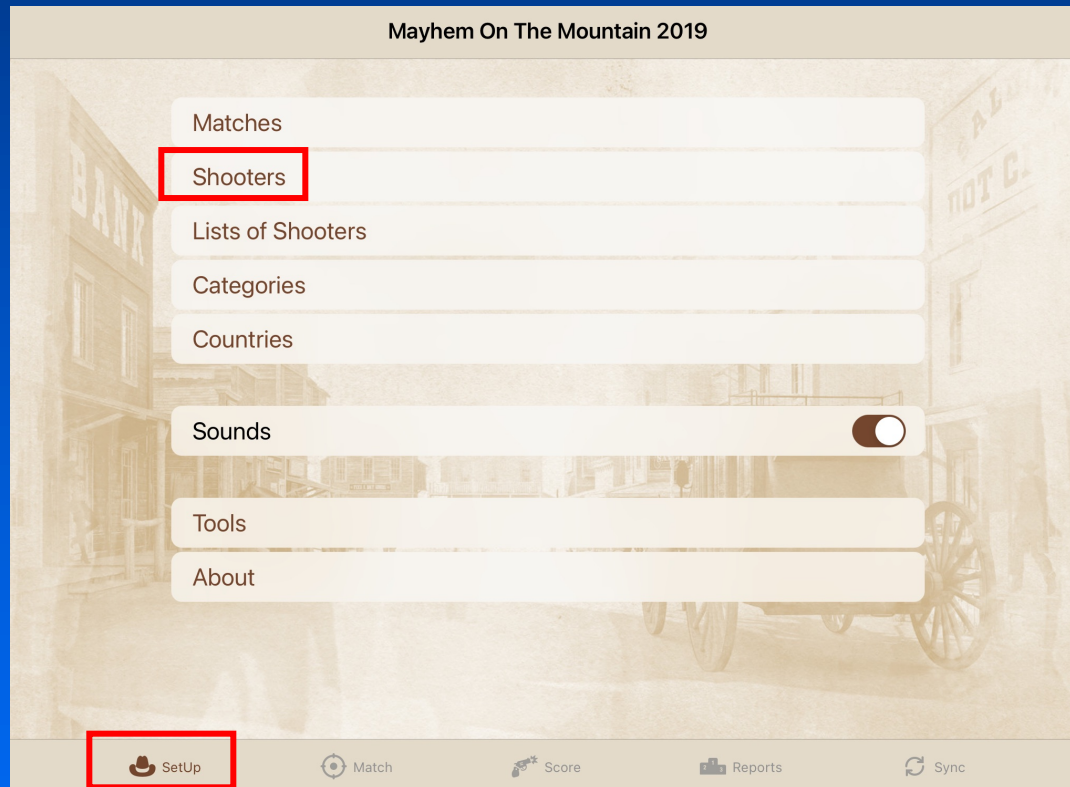 Mayhem On The Mountain 2019
Matches
Shooters
Lists of Shooters
Categories
Countries
Sounds
Tools
About
BANK
SetUp Match Score Reports Sync